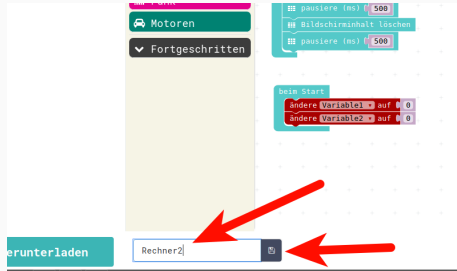 Motoren
Fortgeschritten
pausiere (ms) 500
Bildschirminhalt löschen
pausiere (ms) 500
beim Start
ändere Variable1 auf 0
ändere Variable2 auf 0
erunterladen
Rechner2